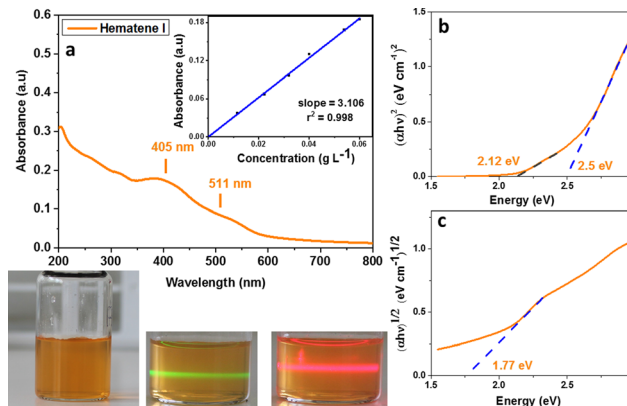 Hematene I
a
Absorbance (a.u)
0.6
0.5
0.4
0.3
0.2
0.1
0.0
200 300 400 500 600 700 800
Wavelength (nm)
405 nm
511 nm
Absorbance (a.u)
0.18
0.12
0.06
0.00
0.00 0.02 0.04 0.06
Concentration (g L⁻¹)
slope = 3.106
r² = 0.998
b
(αhν)² (eV cm⁻¹)²
1.5
1.0
0.5
0.0
2.0 2.5
Energy (eV)
2.12 eV
2.5 eV
c
(αhν)1/2 (eV cm⁻¹)1/2
1.0
0.5
0.0
2.0 2.5
Energy (eV)
1.77 eV